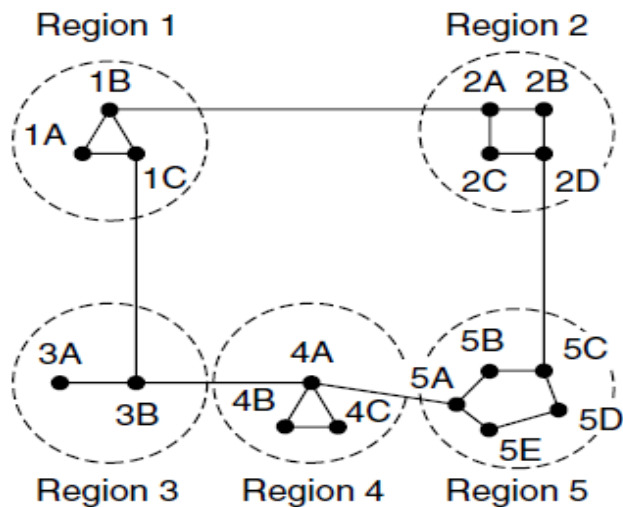 Region 1
Region 2
1B
2A 2B
1A
1C
2C
2D
3A
4A
5B
5C
5A
3B
4B
4C
5D
5E
Region 3
Region 4
Region 5